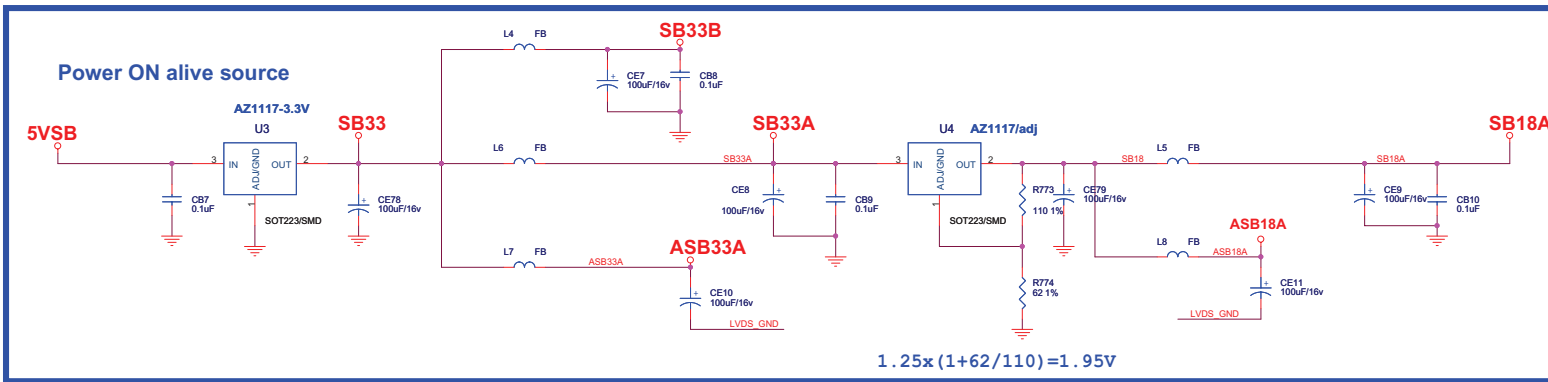 Power ON alive source
5VSB
CB7
0.1uF
AZ1117-3.3V
U3
3
IN
OUT
2
ADJ/GND
1
SOT223/SMD
SB33
CE78
100uF/16v
L4 FB
SB33B
+
CE7
100uF/16v
CB8
0.1uF
L6 FB
SB33A
SB33A
+
CE8
100uF/16v
CB9
0.1uF
L7 FB
ASB33A
ASB33A
+
CE10
100uF/16v
LVDS_GND
U4 AZ1117/adj
3
IN
OUT
2
ADJ/GND
1
SOT223/SMD
R773
110 1%
+
CE79
100uF/16v
R774
62 1%
SB18
L5 FB
SB18A
SB18A
+
CE9
100uF/16v
CB10
0.1uF
L8 FB
ASB18A
ASB18A
+
CE11
100uF/16v
LVDS_GND
1.25x(1+62/110)=1.95V